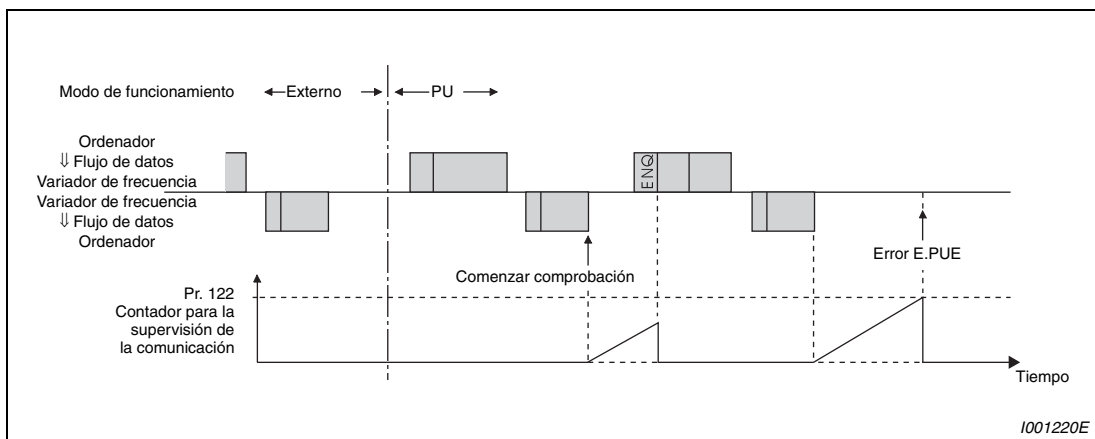 Modo de funcionamiento
Externo
PU
Ordenador
⇓ Flujo de datos
Variador de frecuencia
Variador de frecuencia
⇓ Flujo de datos
Ordenador
ENQ
Comenzar comprobación
Error E.PUE
Pr. 122
Contador para la
supervisión de
la comunicación
Tiempo
I001220E